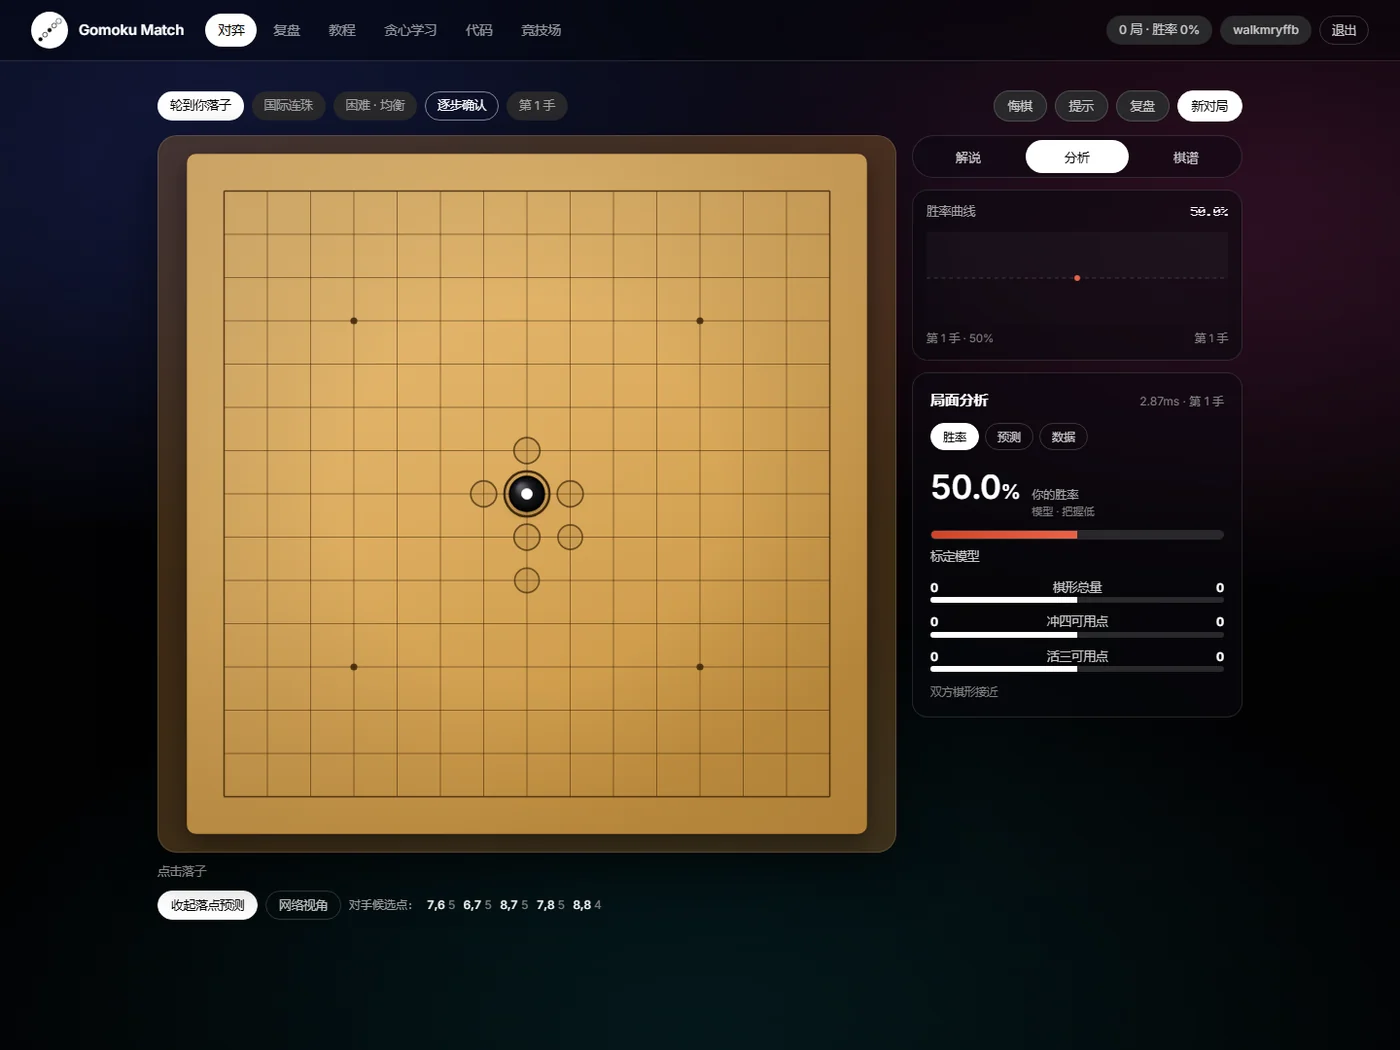 Gomoku Match 对弈 复盘 教程 贪心学习 代码 竞技场 0 局 · 胜率 0% walkmryffb 退出
轮到你落子 国际连珠 困难 · 均衡 逐步确认 第 1 手 悔棋 提示 复盘 新对局
解说 分析 棋谱
胜率曲线 50.0%
第 1 手 · 50% 第 1 手
局面分析 2.87ms · 第 1 手
胜率 预测 数据
50.0% 你的胜率
模型 · 把握低
标定模型
0 棋形总量 0
0 冲四可用点 0
0 活三可用点 0
双方棋形接近
点击落子
收起落点预测 网络视角 对手候选点： 7,6 5 6,7 5 8,7 5 7,8 5 8,8 4